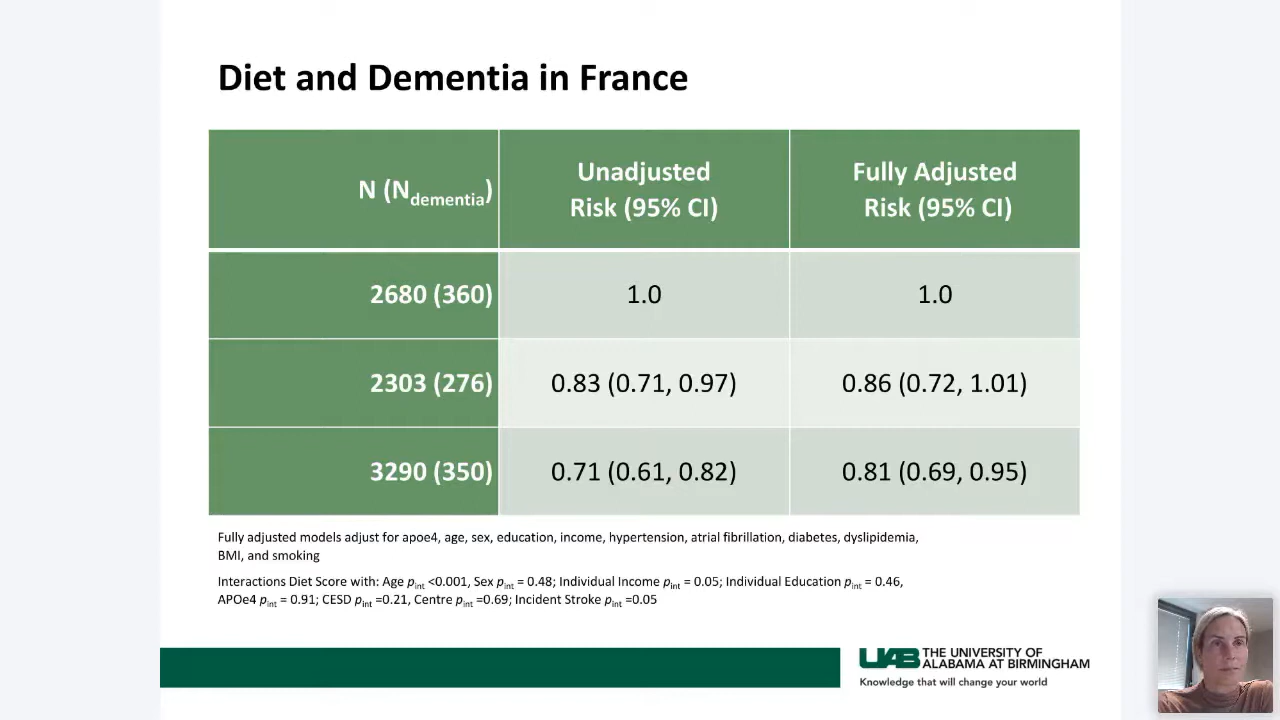 Diet and Dementia in France
N (Ndementia)
Unadjusted
Risk (95% CI)
Fully Adjusted
Risk (95% CI)
2680 (360)
1.0
1.0
2303 (276)
0.83 (0.71, 0.97)
0.86 (0.72, 1.01)
3290 (350)
0.71 (0.61, 0.82)
0.81 (0.69, 0.95)
Fully adjusted models adjust for apoe4, age, sex, education, income, hypertension, atrial fibrillation, diabetes, dyslipidemia,
BMI, and smoking
Interactions Diet Score with: Age pint <0.001, Sex pint = 0.48; Individual Income pint = 0.05; Individual Education pint = 0.46,
APOe4 pint = 0.91; CESD pint =0.21, Centre pint =0.69; Incident Stroke pint =0.05
UAB THE UNIVERSITY OF
ALABAMA AT BIRMINGHAM
Knowledge that will change your world